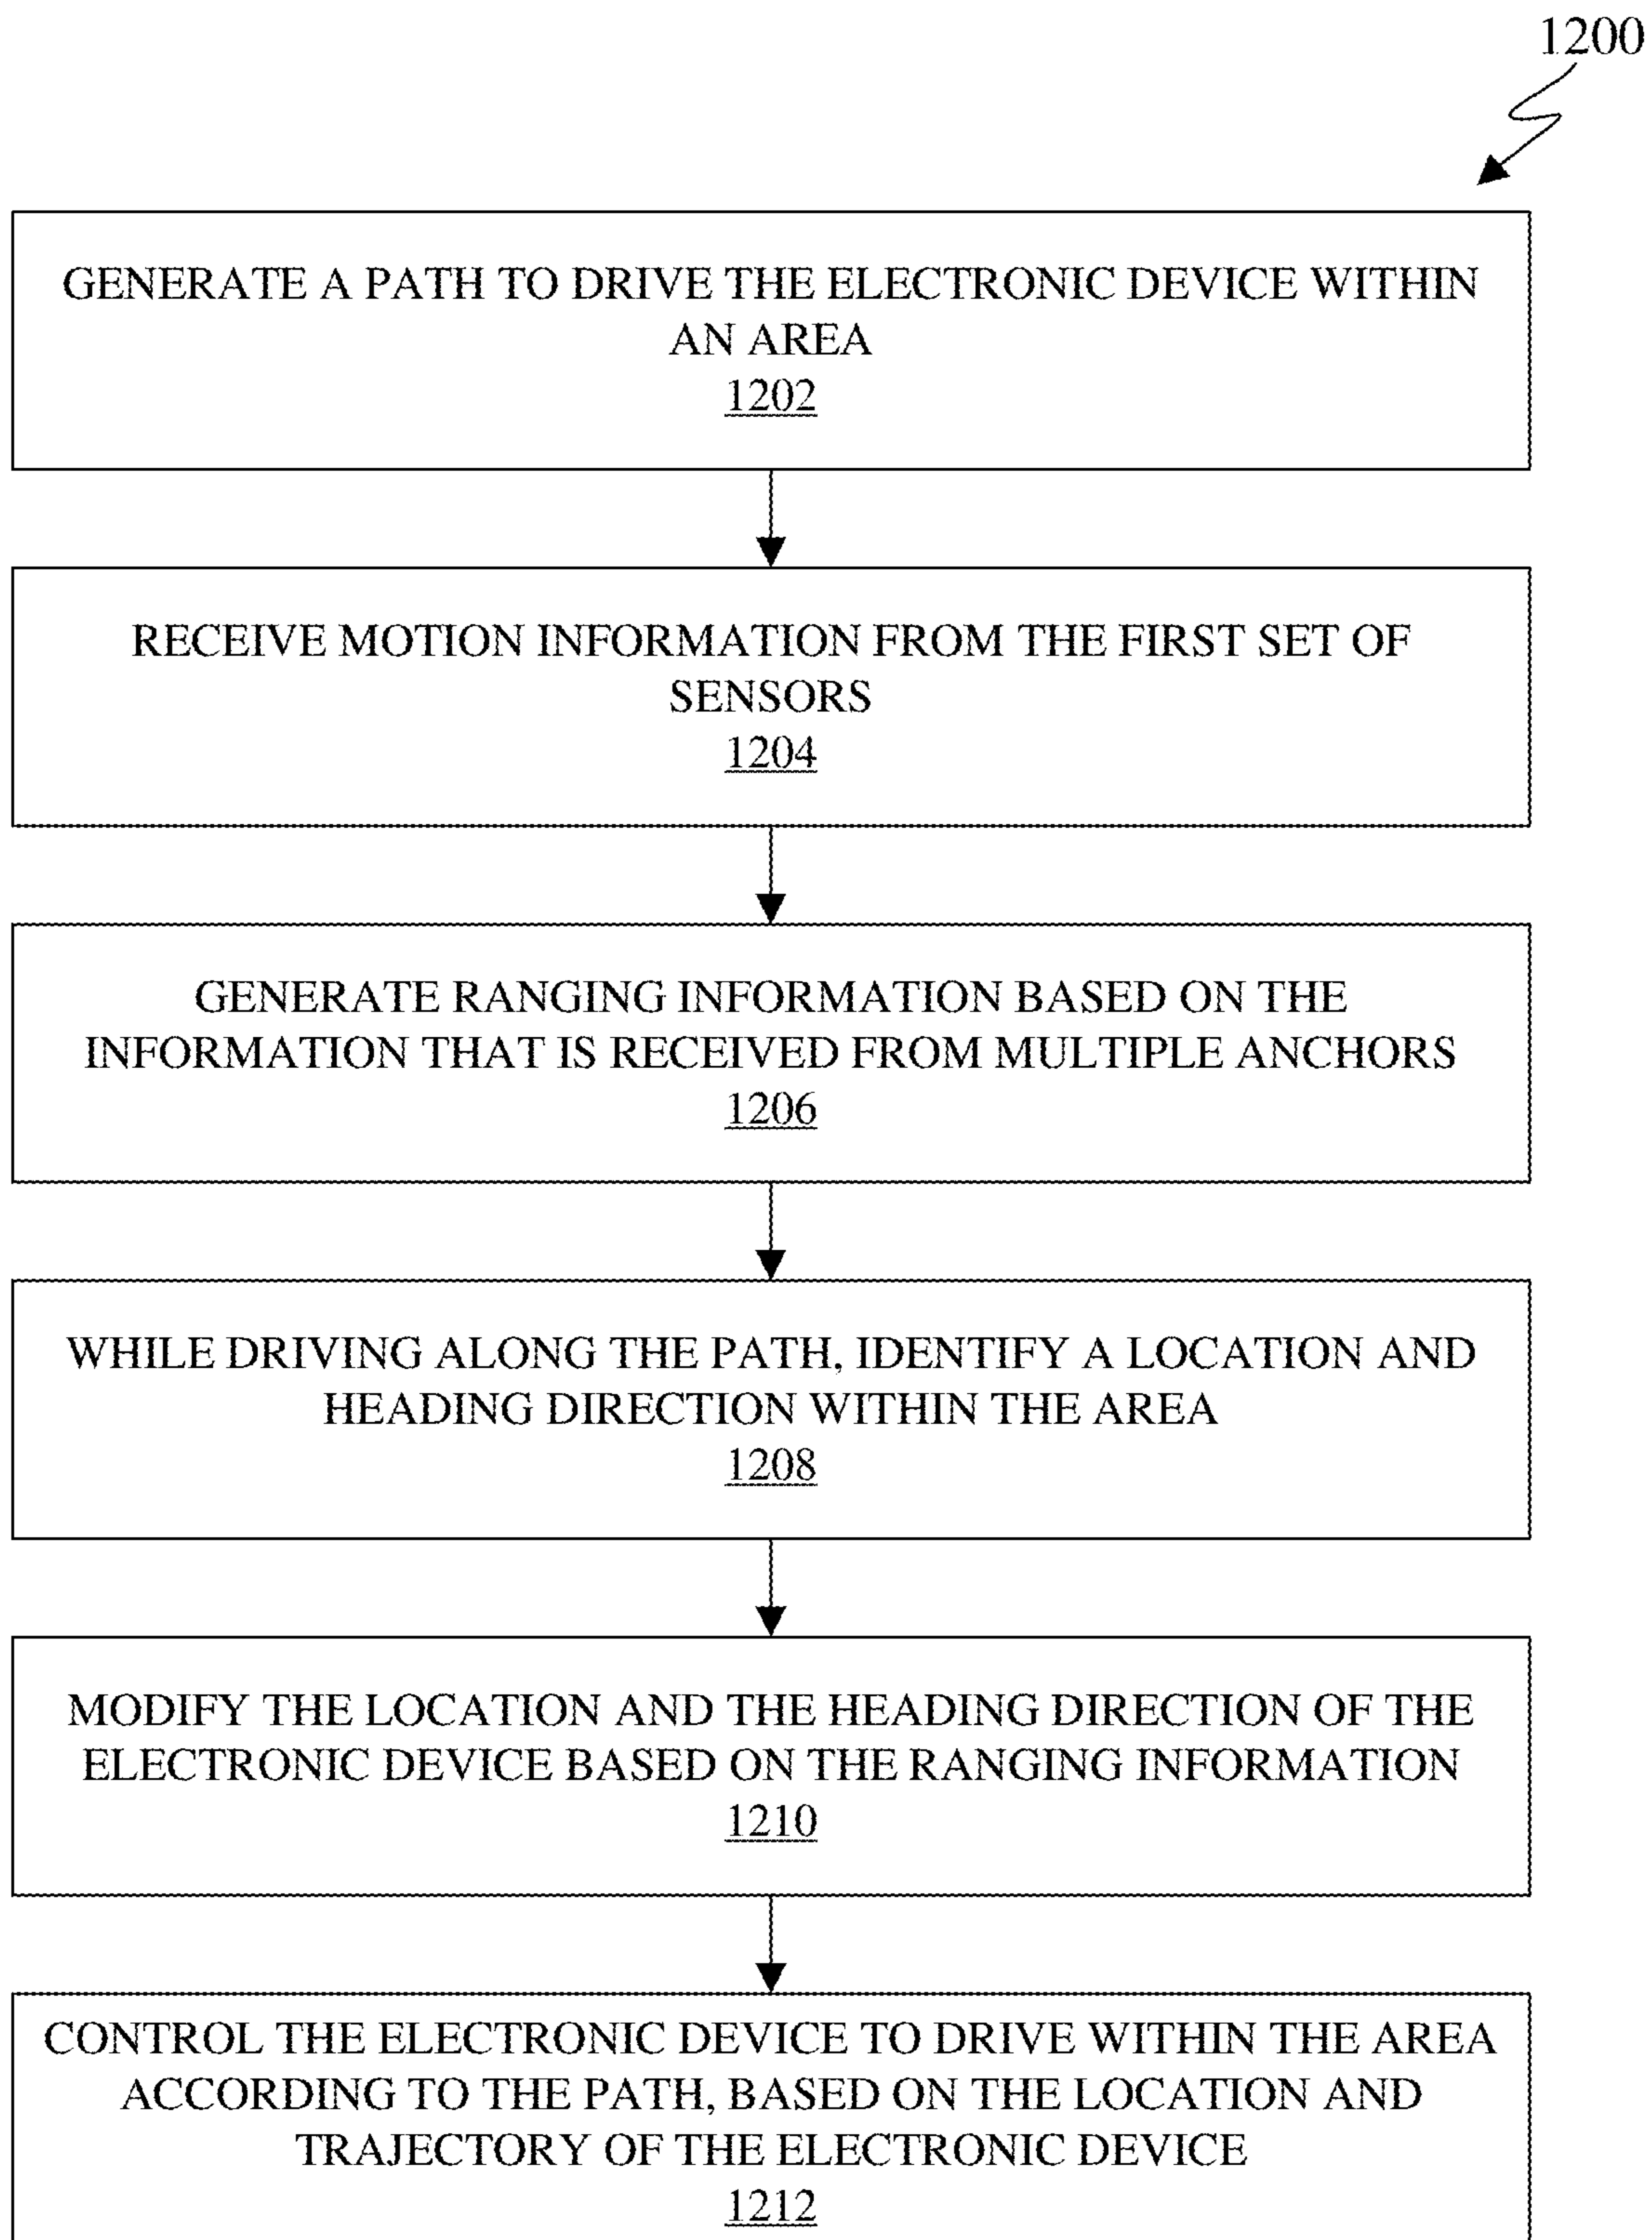 1200
GENERATE A PATH TO DRIVE THE ELECTRONIC DEVICE WITHIN
AN AREA
1202
RECEIVE MOTION INFORMATION FROM THE FIRST SET OF
SENSORS
1204
GENERATE RANGING INFORMATION BASED ON THE
INFORMATION THAT IS RECEIVED FROM MULTIPLE ANCHORS
1206
WHILE DRIVING ALONG THE PATH, IDENTIFY A LOCATION AND
HEADING DIRECTION WITHIN THE AREA
1208
MODIFY THE LOCATION AND THE HEADING DIRECTION OF THE
ELECTRONIC DEVICE BASED ON THE RANGING INFORMATION
1210
CONTROL THE ELECTRONIC DEVICE TO DRIVE WITHIN THE AREA
ACCORDING TO THE PATH, BASED ON THE LOCATION AND
TRAJECTORY OF THE ELECTRONIC DEVICE
1212